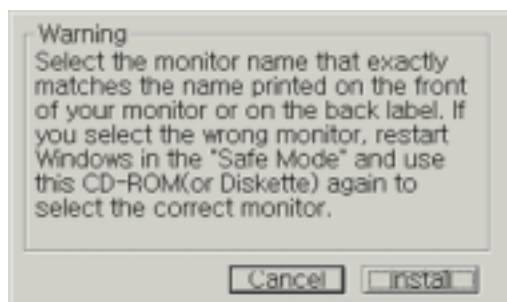 Warning
Select the monitor name that exactly
matches the name printed on the front
of your monitor or on the back label. If
you select the wrong monitor, restart
Windows in the "Safe Mode" and use
this CD-ROM(or Diskette) again to
select the correct monitor.
Cancel Install